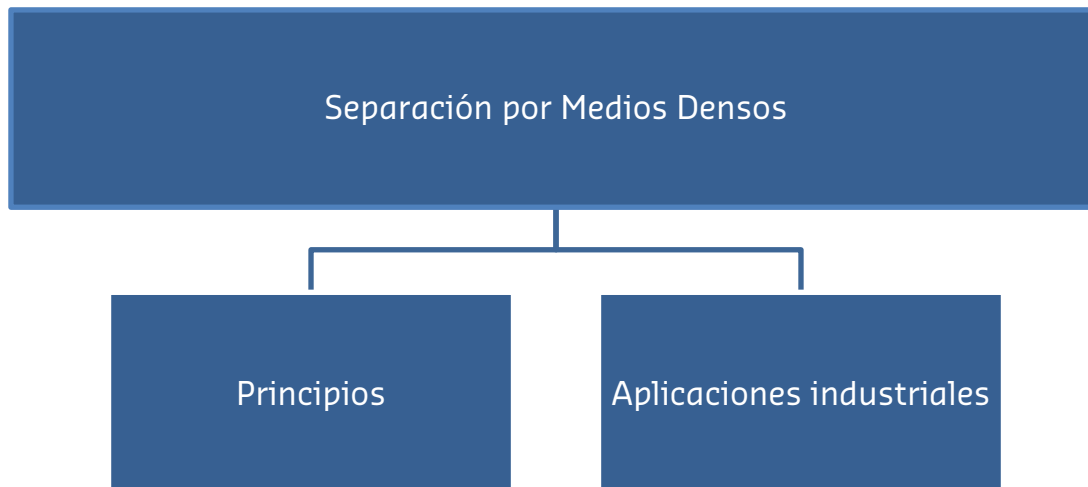 Separación por Medios Densos
Principios
Aplicaciones industriales